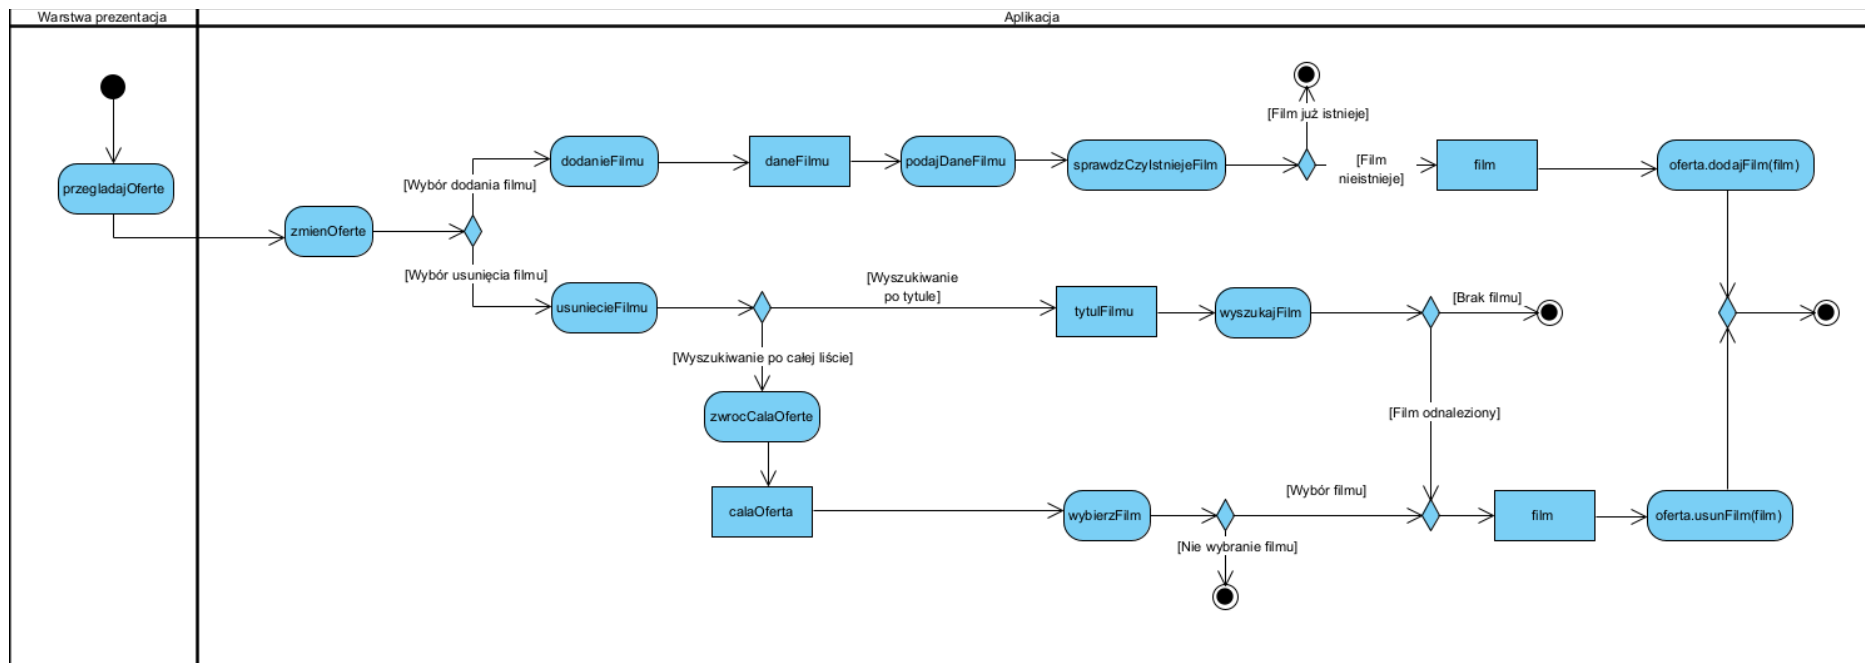 Warstwa prezentacja
Aplikacja
przegladajOferte
zmienOferte
[Wybór dodania filmu]
[Wybór usunięcia filmu]
dodanieFilmu
daneFilmu
podajDaneFilmu
sprawdzCzyIstniejeFilm
[Film już istnieje]
[Film
nieistnieje]
film
oferta.dodajFilm(film)
usuniecieFilmu
[Wyszukiwanie
po tytule]
tytulFilmu
wyszukajFilm
[Brak filmu]
[Wyszukiwanie po całej liście]
zwrocCalaOferte
[Film odnaleziony]
calaOferta
wybierzFilm
[Wybór filmu]
[Nie wybranie filmu]
film
oferta.usunFilm(film)